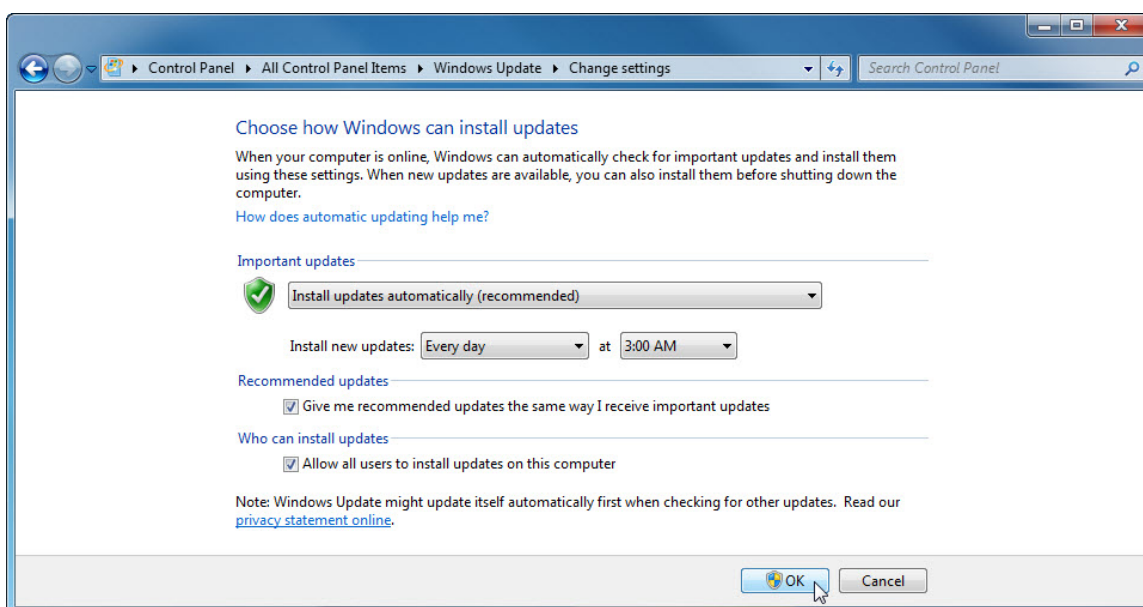 Control Panel ▸ All Control Panel Items ▸ Windows Update ▸ Change settings
Search Control Panel
Choose how Windows can install updates
When your computer is online, Windows can automatically check for important updates and install them
using these settings. When new updates are available, you can also install them before shutting down the
computer.
How does automatic updating help me?
Important updates
Install updates automatically (recommended)
Install new updates: Every day at 3:00 AM
Recommended updates
Give me recommended updates the same way I receive important updates
Who can install updates
Allow all users to install updates on this computer
Note: Windows Update might update itself automatically first when checking for other updates. Read our
privacy statement online.
OK Cancel